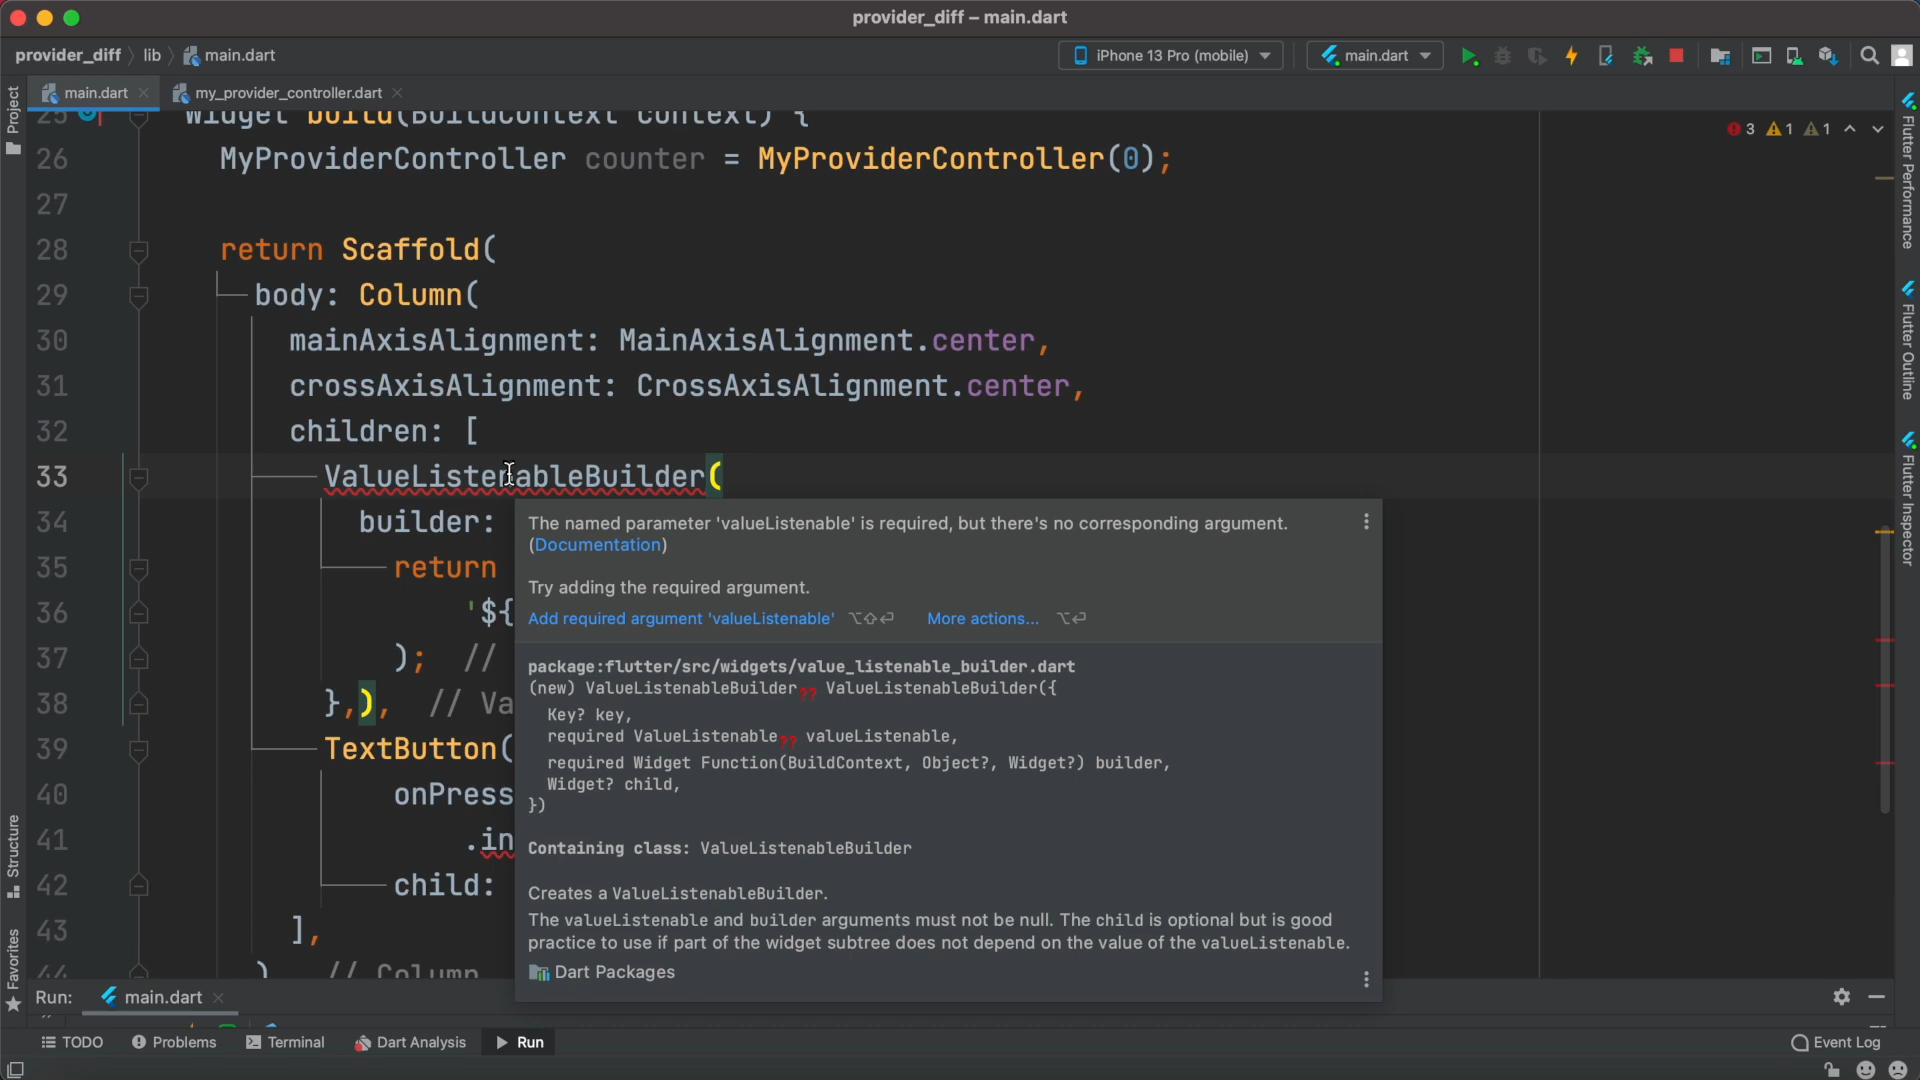 provider_diff – main.dart
provider_diff lib main.dart iPhone 13 Pro (mobile) main.dart
main.dart my_provider_controller.dart
25 Widget build(BuildContext context) {
3 1 1
26 MyProviderController counter = MyProviderController(0);
27
28 return Scaffold(
29 body: Column(
30 mainAxisAlignment: MainAxisAlignment.center,
31 crossAxisAlignment: CrossAxisAlignment.center,
32 children: [
33 ValueListenableBuilder(
34 builder:
35 return
36 '${
37 ); //
38 },), // Va
39 TextButton(
40 onPress
41 .in
42 child:
43 ],
44 ) // Column
The named parameter 'valueListenable' is required, but there's no corresponding argument.
(Documentation)
Try adding the required argument.
Add required argument 'valueListenable' ⌥⇧⏎ More actions... ⌥⏎
package:flutter/src/widgets/value_listenable_builder.dart
(new) ValueListenableBuilder?? ValueListenableBuilder({
Key? key,
required ValueListenable?? valueListenable,
required Widget Function(BuildContext, Object?, Widget?) builder,
Widget? child,
})
Containing class: ValueListenableBuilder
Creates a ValueListenableBuilder.
The valueListenable and builder arguments must not be null. The child is optional but is good
practice to use if part of the widget subtree does not depend on the value of the valueListenable.
Dart Packages
Project
Structure
Favorites
Flutter Performance
Flutter Outline
Flutter Inspector
Run: main.dart
TODO Problems Terminal Dart Analysis Run Event Log